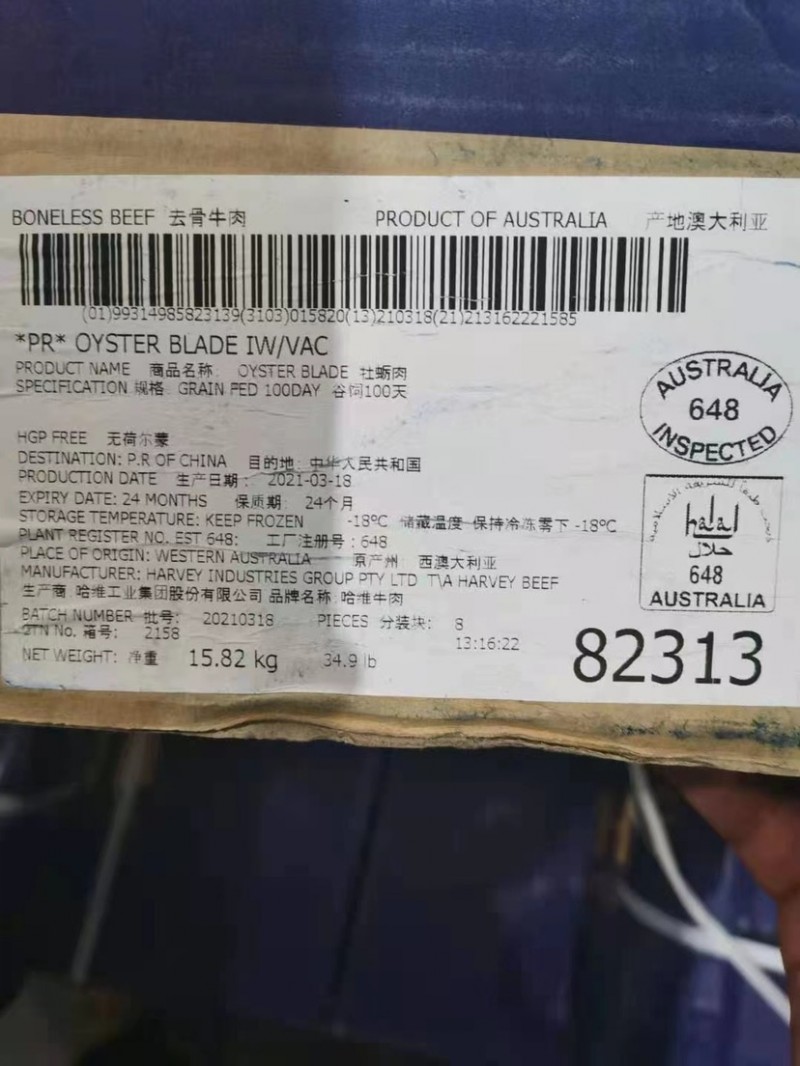 BONELESS BEEF 去骨牛肉 PRODUCT OF AUSTRALIA 产地澳大利亚
(01)99314985823139(3103)015820(13)210318(21)213162221585
*PR* OYSTER BLADE IW/VAC
PRODUCT NAME 商品名称: OYSTER BLADE 牡蛎肉
SPECIFICATION 规格: GRAIN FED 100DAY 谷饲100天
HGP FREE 无荷尔蒙
DESTINATION: P.R OF CHINA 目的地: 中华人民共和国
PRODUCTION DATE 生产日期: 2021-03-18
EXPIRY DATE: 24 MONTHS 保质期: 24个月
STORAGE TEMPERATURE: KEEP FROZEN -18ºC 储藏温度 保持冷冻零下 -18ºC
PLANT REGISTER NO. EST 648: 工厂注册号: 648
PLACE OF ORIGIN: WESTERN AUSTRALIA 原产州 西澳大利亚
MANUFACTURER: HARVEY INDUSTRIES GROUP PTY LTD T\A HARVEY BEEF
生产商 哈维工业集团股份有限公司 品牌名称 哈维牛肉
BATCH NUMBER 批号: 20210318 PIECES 分装块: 8
CTN No. 箱号: 2158 13:16:22
NET WEIGHT: 净重 15.82 kg 34.9 lb
82313
AUSTRALIA
648
INSPECTED
halal
حلال
648
AUSTRALIA